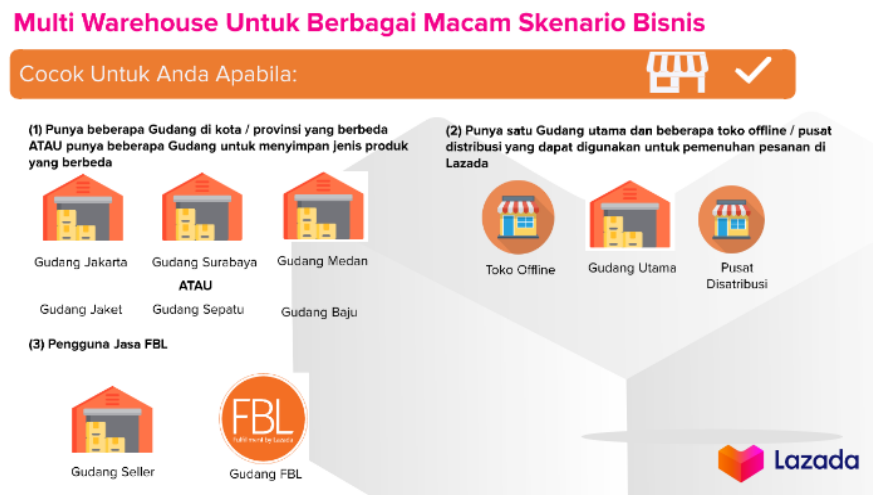 Multi Warehouse Untuk Berbagai Macam Skenario Bisnis
Cocok Untuk Anda Apabila:
(1) Punya beberapa Gudang di kota / provinsi yang berbeda
ATAU punya beberapa Gudang untuk menyimpan jenis produk
yang berbeda
Gudang Jakarta
Gudang Surabaya
Gudang Medan
ATAU
Gudang Jaket
Gudang Sepatu
Gudang Baju
(2) Punya satu Gudang utama dan beberapa toko offline / pusat
distribusi yang dapat digunakan untuk pemenuhan pesanan di
Lazada
Toko Offline
Gudang Utama
Pusat
Disatribusi
(3) Pengguna Jasa FBL
Gudang Seller
FBL
Fulfillment by Lazada
Gudang FBL
Lazada